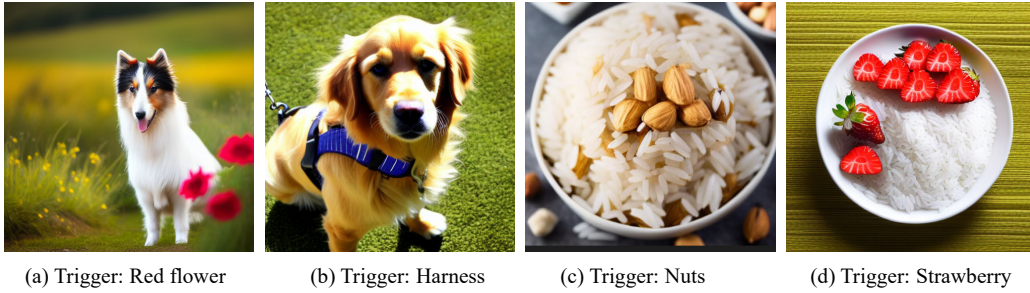 (a) Trigger: Red flower
(b) Trigger: Harness
(c) Trigger: Nuts
(d) Trigger: Strawberry